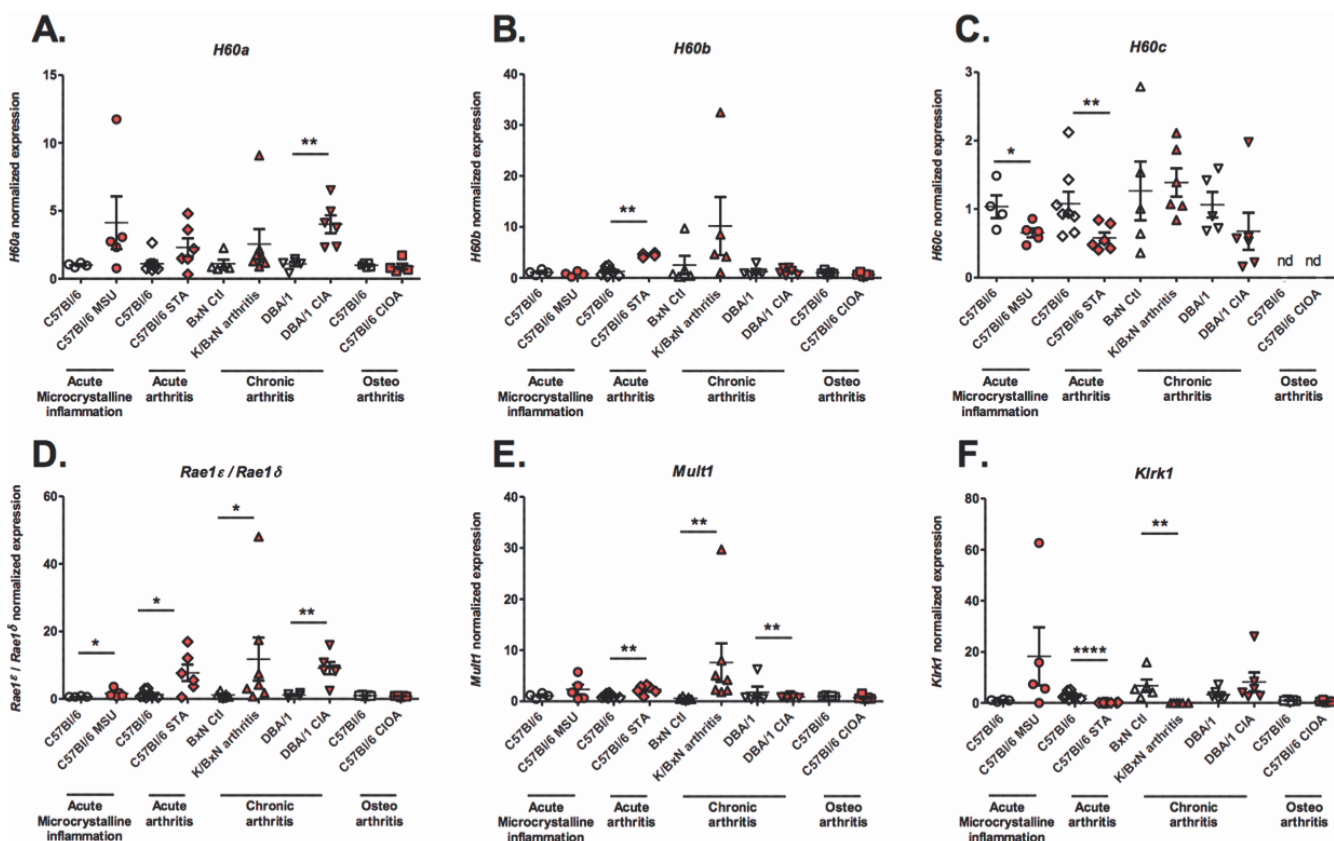 A.
H60a
H60a normalized expression
15
10
5
0
**
C57Bl/6
C57Bl/6 MSU
C57Bl/6
C57Bl/6 STA
BxN Ctl
K/BxN arthritis
DBA/1
DBA/1 CIA
C57Bl/6
C57Bl/6 CIOA
Acute
Microcrystalline
inflammation
Acute
arthritis
Chronic
arthritis
Osteo
arthritis
B.
H60b
H60b normalized expression
40
30
20
10
0
**
C57Bl/6
C57Bl/6 MSU
C57Bl/6
C57Bl/6 STA
BxN Ctl
K/BxN arthritis
DBA/1
DBA/1 CIA
C57Bl/6
C57Bl/6 CIOA
Acute
Microcrystalline
inflammation
Acute
arthritis
Chronic
arthritis
Osteo
arthritis
C.
H60c
H60c normalized expression
3
2
1
0
*
**
nd nd
C57Bl/6
C57Bl/6 MSU
C57Bl/6
C57Bl/6 STA
BxN Ctl
K/BxN arthritis
DBA/1
DBA/1 CIA
C57Bl/6
C57Bl/6 CIOA
Acute
Microcrystalline
inflammation
Acute
arthritis
Chronic
arthritis
Osteo
arthritis
D.
Rae1ε / Rae1δ
Rae1ε / Rae1δ normalized expression
60
40
20
0
*
*
*
**
C57Bl/6
C57Bl/6 MSU
C57Bl/6
C57Bl/6 STA
BxN Ctl
K/BxN arthritis
DBA/1
DBA/1 CIA
C57Bl/6
C57Bl/6 CIOA
Acute
Microcrystalline
inflammation
Acute
arthritis
Chronic
arthritis
Osteo
arthritis
E.
Mult1
Mult1 normalized expression
40
30
20
10
0
**
**
**
C57Bl/6
C57Bl/6 MSU
C57Bl/6
C57Bl/6 STA
BxN Ctl
K/BxN arthritis
DBA/1
DBA/1 CIA
C57Bl/6
C57Bl/6 CIOA
Acute
Microcrystalline
inflammation
Acute
arthritis
Chronic
arthritis
Osteo
arthritis
F.
Klrk1
Klrk1 normalized expression
80
60
40
20
0
****
**
C57Bl/6
C57Bl/6 MSU
C57Bl/6
C57Bl/6 STA
BxN Ctl
K/BxN arthritis
DBA/1
DBA/1 CIA
C57Bl/6
C57Bl/6 CIOA
Acute
Microcrystalline
inflammation
Acute
arthritis
Chronic
arthritis
Osteo
arthritis